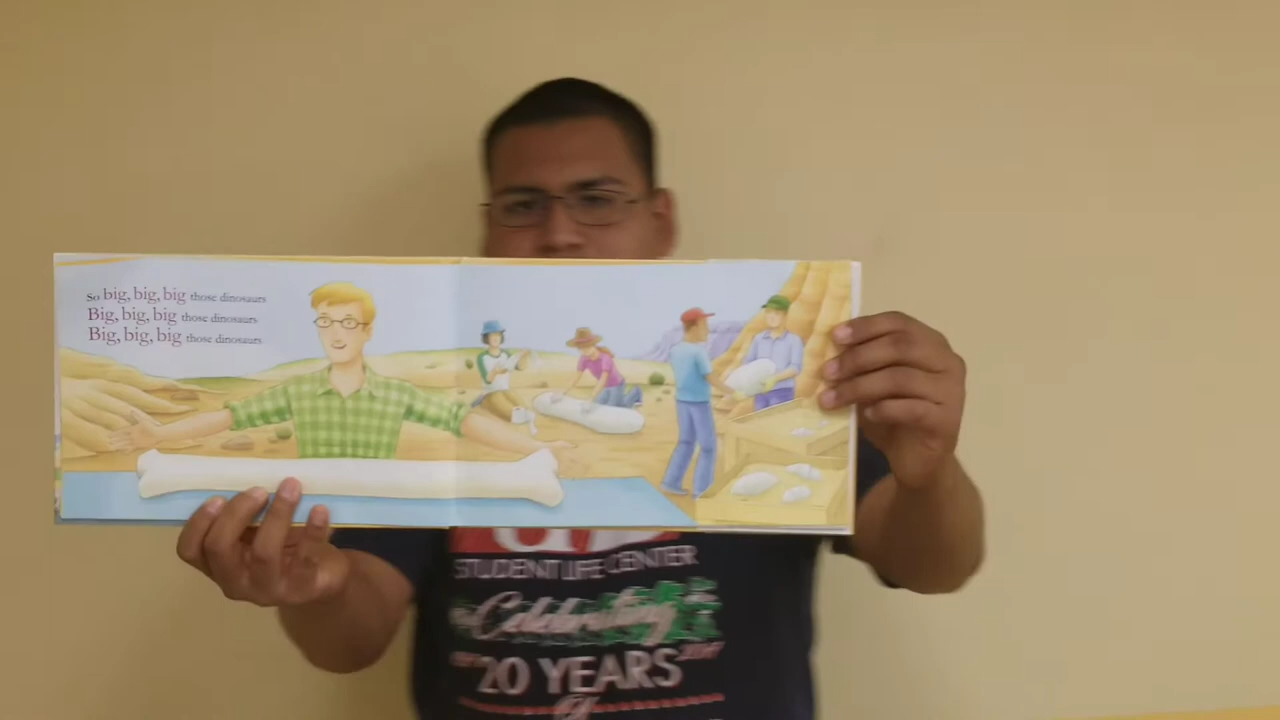 So big, big, big those dinosaurs
Big, big, big those dinosaurs
Big, big, big those dinosaurs
STUDENT LIFE CENTER
Celebrating
20 YEARS
of